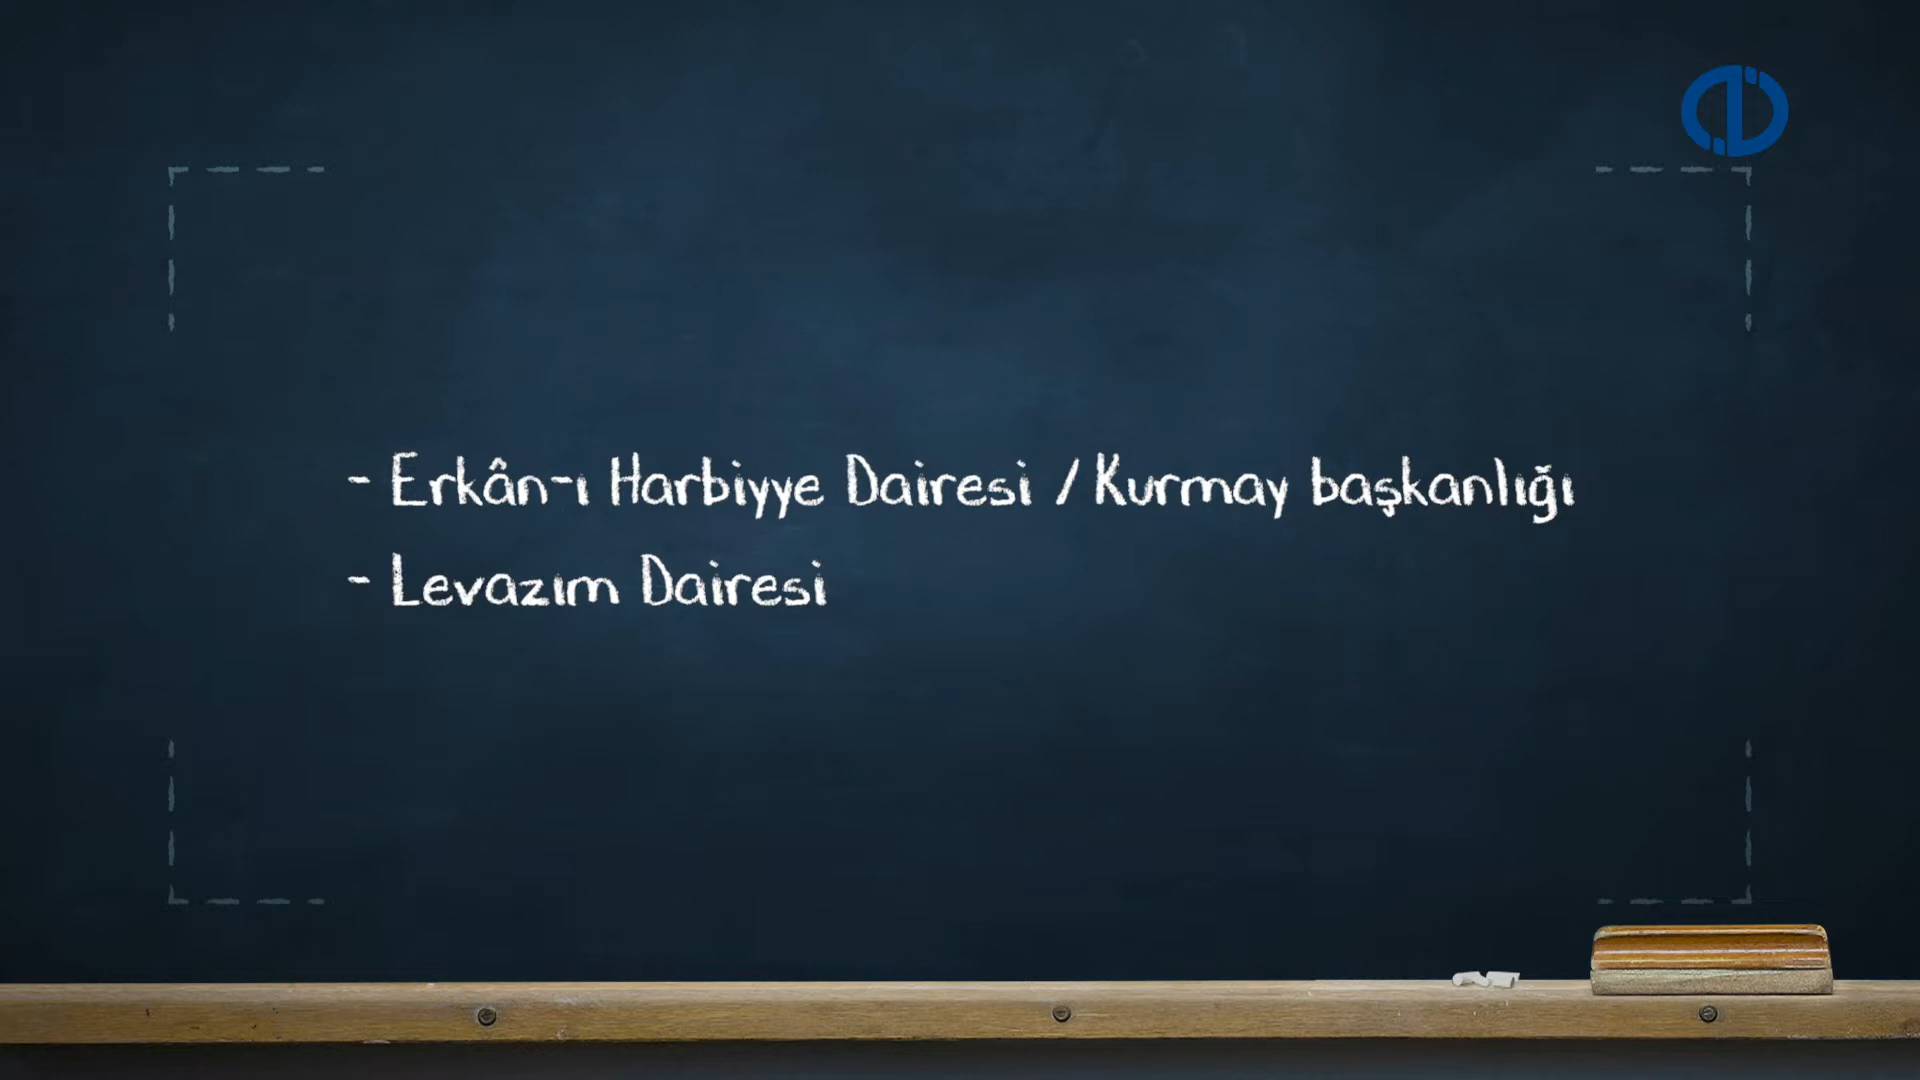 - Erkân-ı Harbiyye Dairesi / Kurmay başkanlığı
- Levazım Dairesi